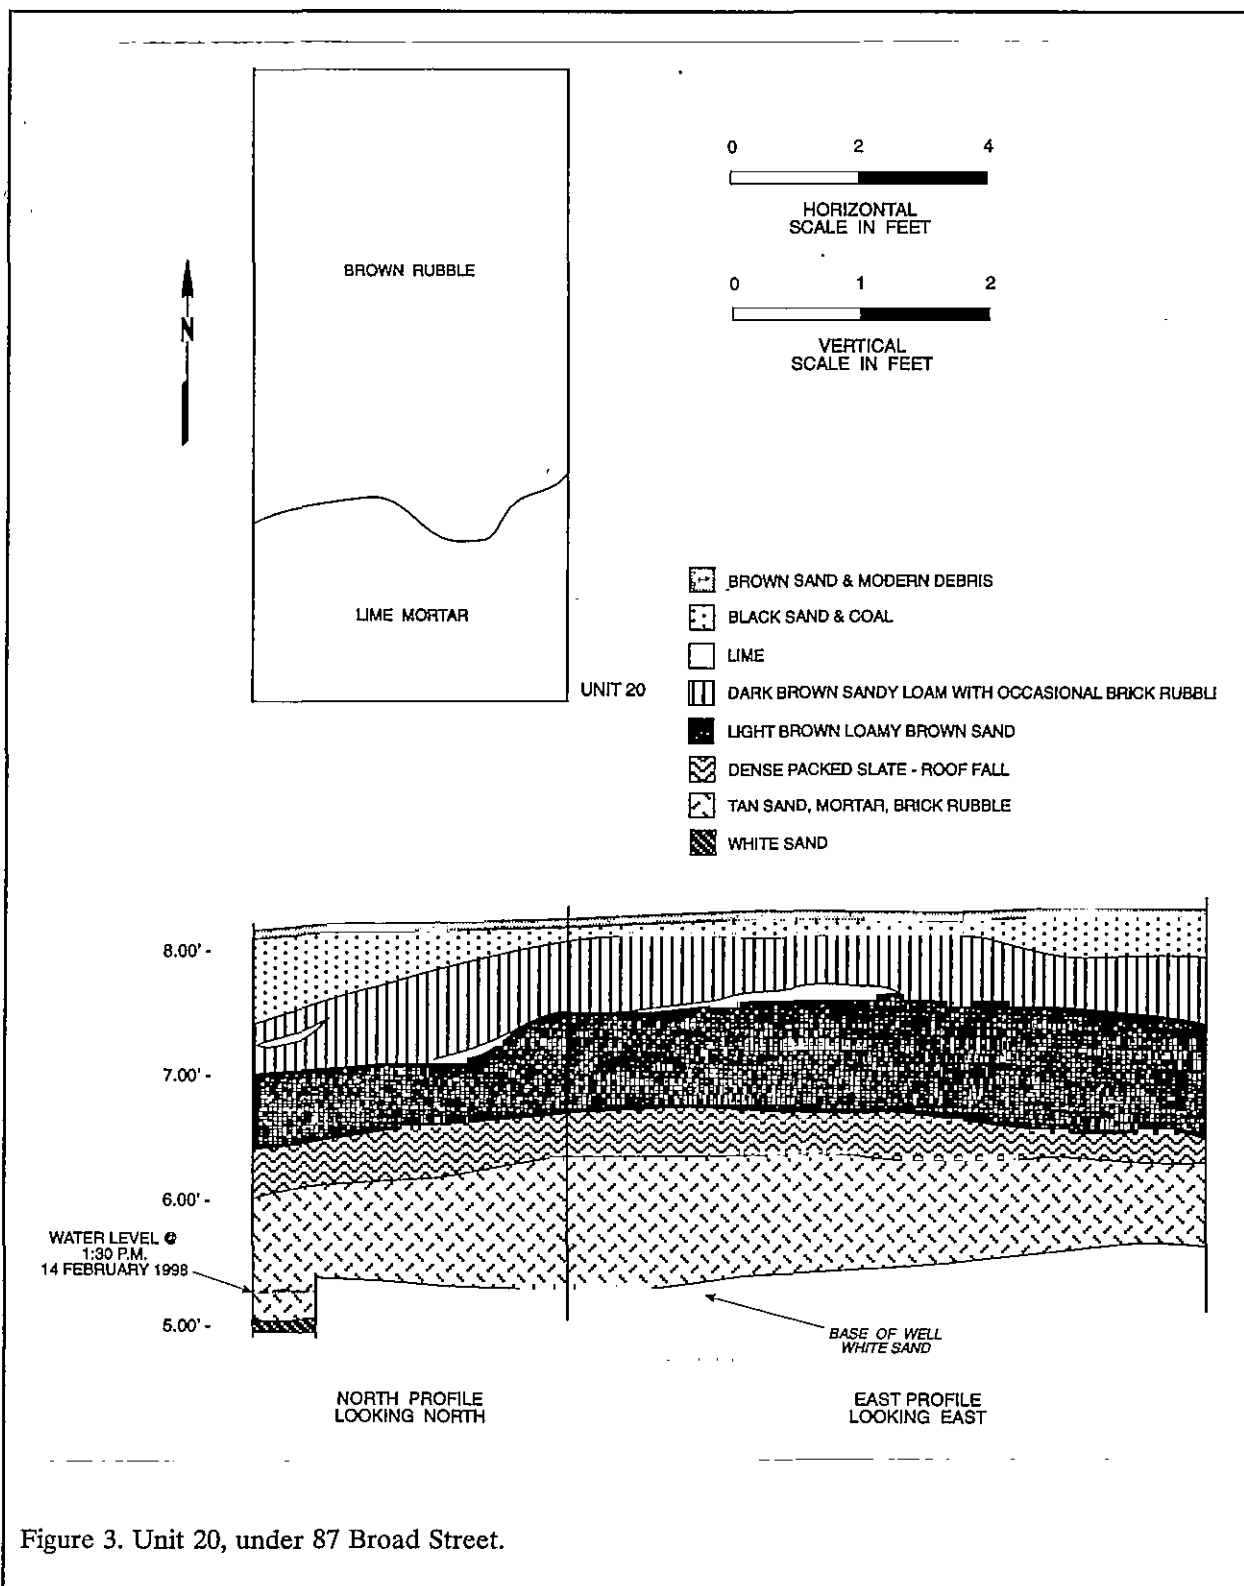 0 2 4
HORIZONTAL
SCALE IN FEET
BROWN RUBBLE
0 1 2
N
VERTICAL
SCALE IN FEET
LIME MORTAR
UNIT 20
BROWN SAND & MODERN DEBRIS
BLACK SAND & COAL
LIME
DARK BROWN SANDY LOAM WITH OCCASIONAL BRICK RUBBLE
LIGHT BROWN LOAMY BROWN SAND
DENSE PACKED SLATE - ROOF FALL
TAN SAND, MORTAR, BRICK RUBBLE
WHITE SAND
8.00' -
7.00' -
6.00' -
WATER LEVEL @
1:30 P.M.
14 FEBRUARY 1998
5.00' -
BASE OF WELL
WHITE SAND
NORTH PROFILE
LOOKING NORTH
EAST PROFILE
LOOKING EAST
Figure 3. Unit 20, under 87 Broad Street.